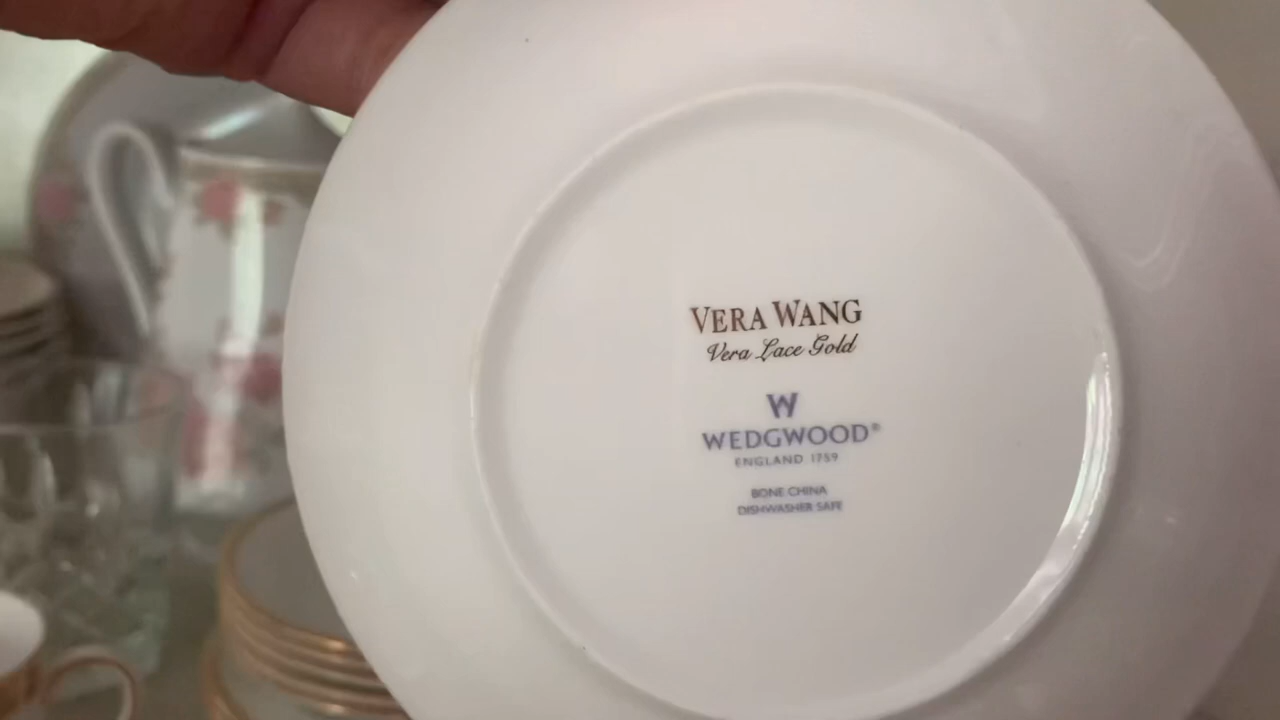 VERA WANG
Vera Lace Gold
W
WEDGWOOD®
ENGLAND 1759
BONE CHINA
DISHWASHER SAFE